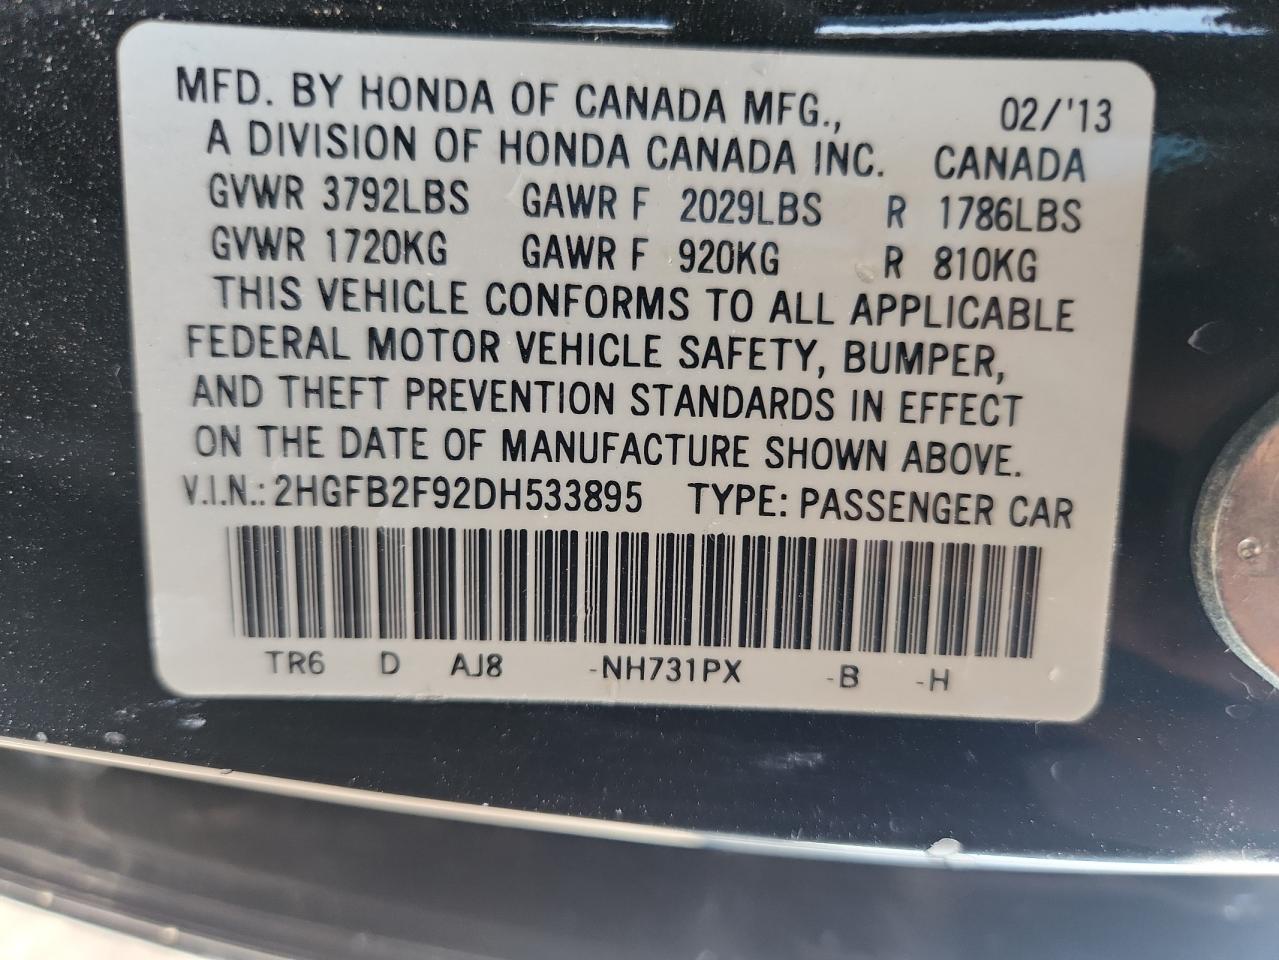 MFD. BY HONDA OF CANADA MFG., 02/'13
A DIVISION OF HONDA CANADA INC. CANADA
GVWR 3792LBS GAWR F 2029LBS R 1786LBS
GVWR 1720KG GAWR F 920KG R 810KG
THIS VEHICLE CONFORMS TO ALL APPLICABLE
FEDERAL MOTOR VEHICLE SAFETY, BUMPER,
AND THEFT PREVENTION STANDARDS IN EFFECT
ON THE DATE OF MANUFACTURE SHOWN ABOVE.
V.I.N.: 2HGFB2F92DH533895 TYPE: PASSENGER CAR
TR6 D AJ8 -NH731PX -B -H